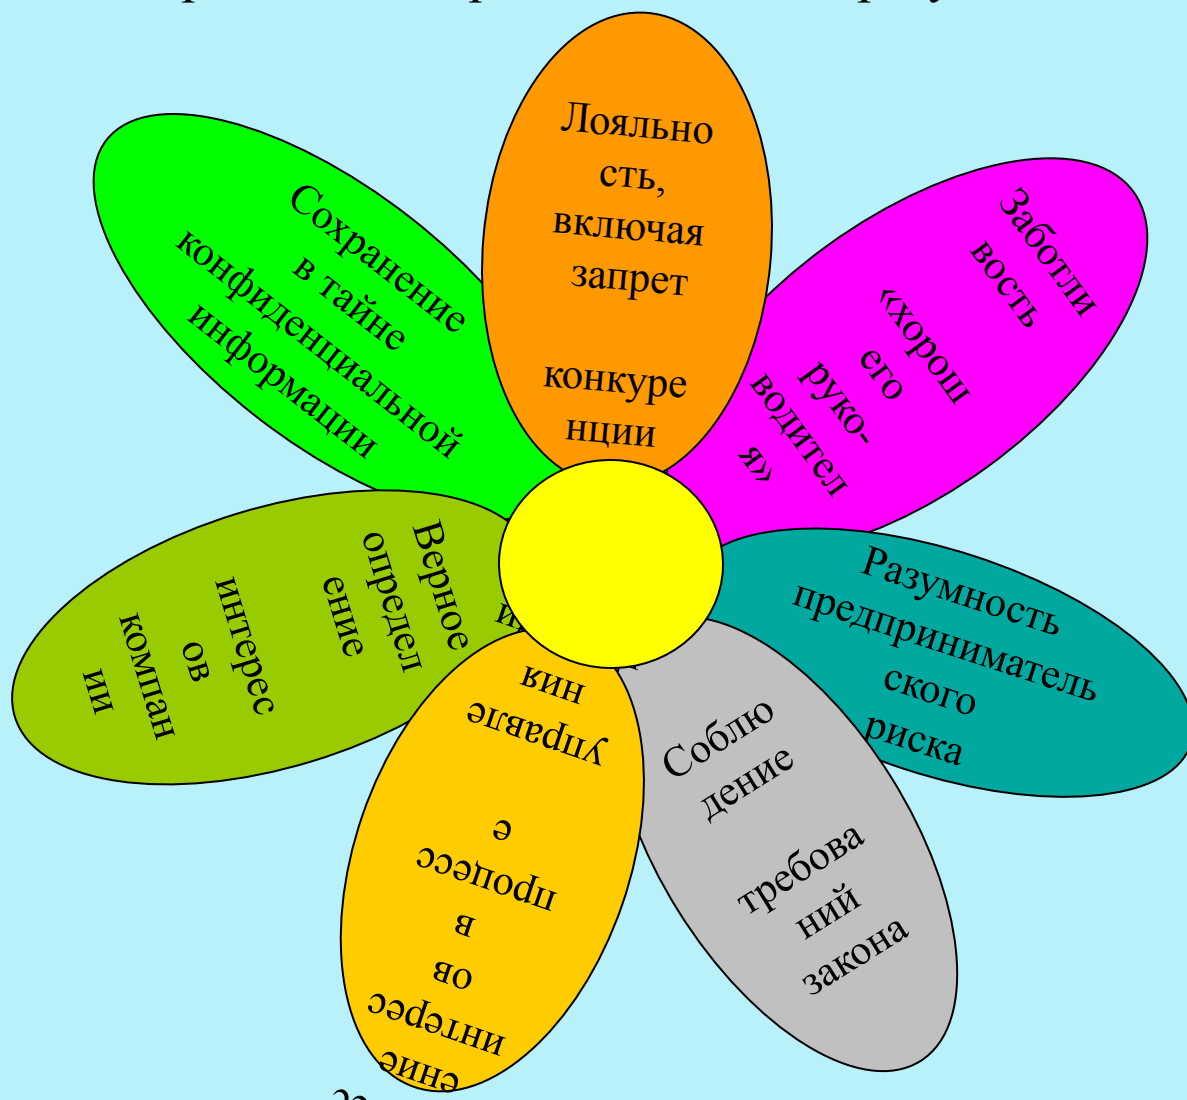 Лояльно
сть,
включая
запрет
конкуре
нции
Заботли
вость
«хорош
его
руко-
водител
я»
Разумность
предприниматель
ского
риска
Соблю
дение
требова
ний
закона
ение
интерес
ов
в
процесс
е
управле
ния
Верное
определ
ение
интерес
ов
компан
ии
Сохранение
в тайне
конфиденциальной
информации